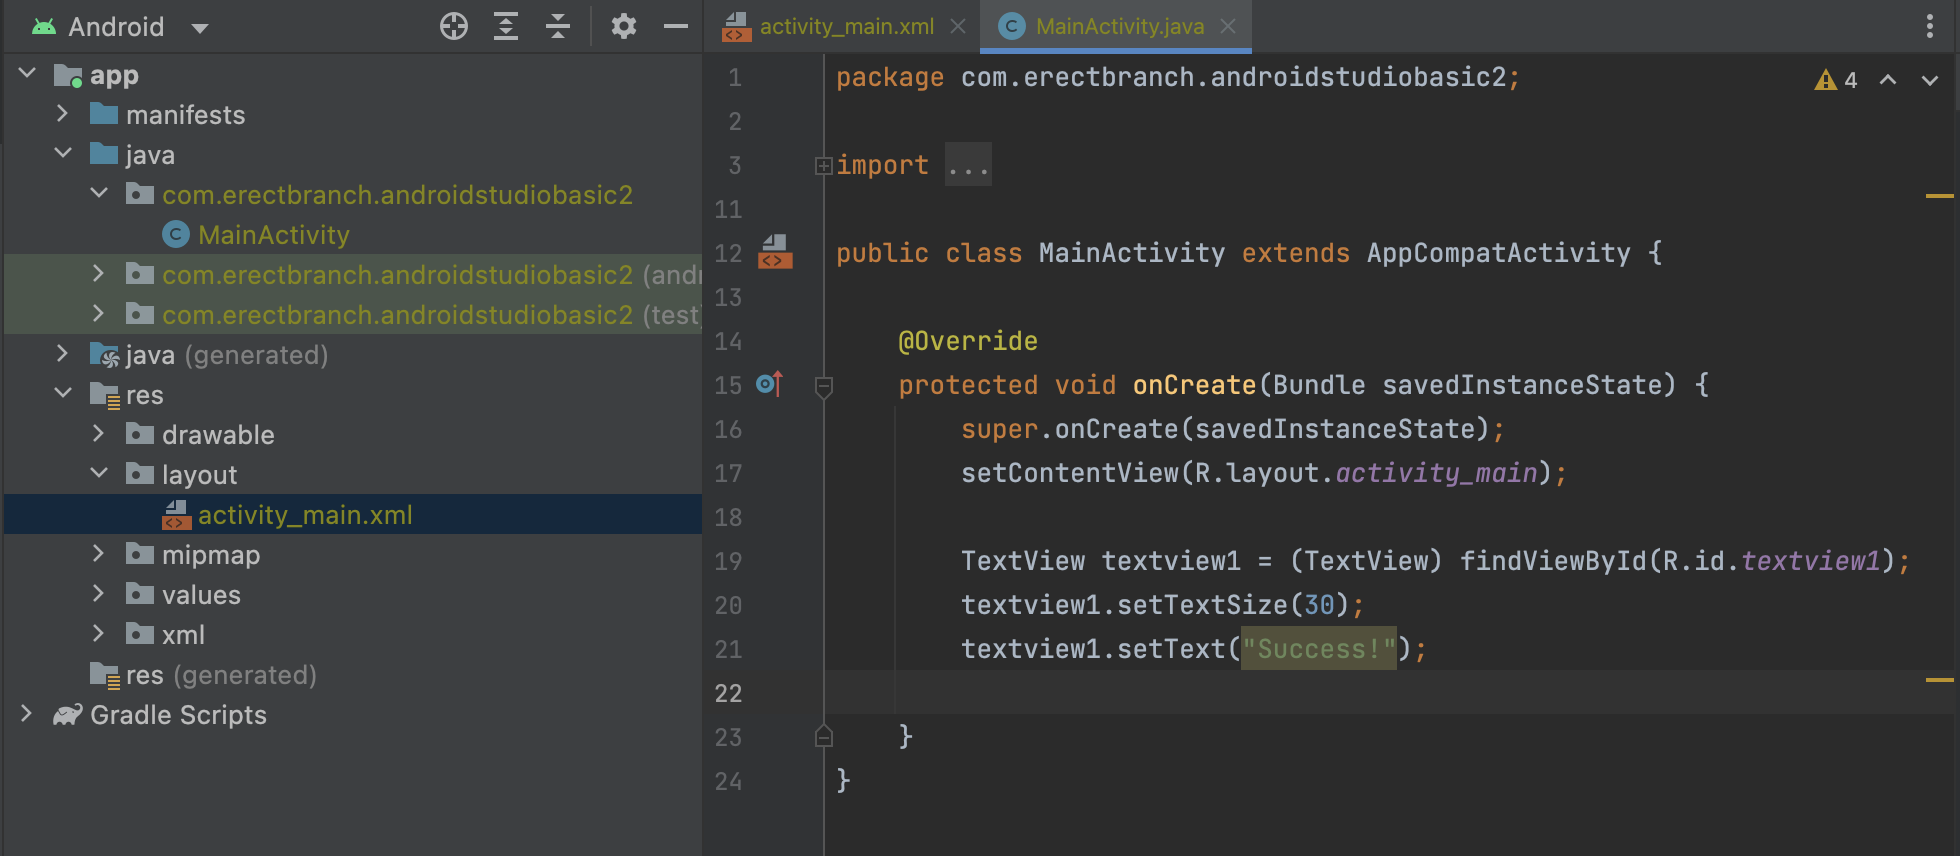 Android
app
manifests
java
com.erectbranch.androidstudiobasic2
MainActivity
com.erectbranch.androidstudiobasic2 (andr
com.erectbranch.androidstudiobasic2 (test)
java (generated)
res
drawable
layout
activity_main.xml
mipmap
values
xml
res (generated)
Gradle Scripts
activity_main.xml
MainActivity.java
4
1 package com.erectbranch.androidstudiobasic2;
2
3 import ...
11
12 public class MainActivity extends AppCompatActivity {
13
14 @Override
15 protected void onCreate(Bundle savedInstanceState) {
16 super.onCreate(savedInstanceState);
17 setContentView(R.layout.activity_main);
18
19 TextView textview1 = (TextView) findViewById(R.id.textview1);
20 textview1.setTextSize(30);
21 textview1.setText("Success!");
22
23 }
24 }